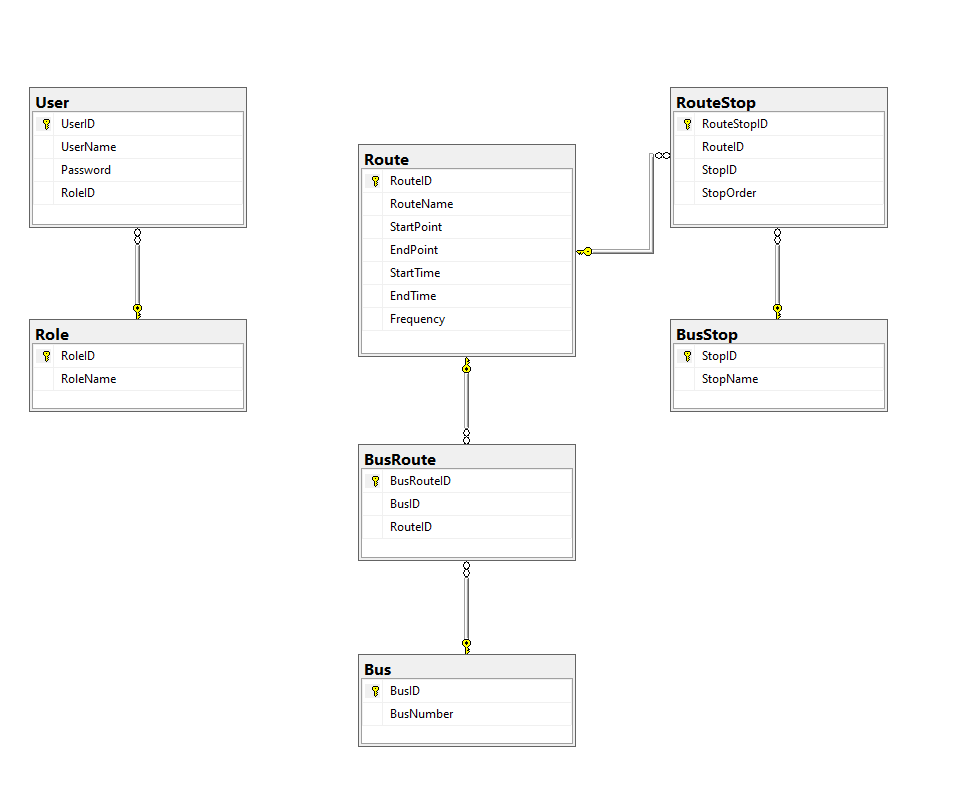 User
UserID
UserName
Password
RoleID
Role
RoleID
RoleName
Route
RouteID
RouteName
StartPoint
EndPoint
StartTime
EndTime
Frequency
BusRoute
BusRouteID
BusID
RouteID
Bus
BusID
BusNumber
RouteStop
RouteStopID
RouteID
StopID
StopOrder
BusStop
StopID
StopName